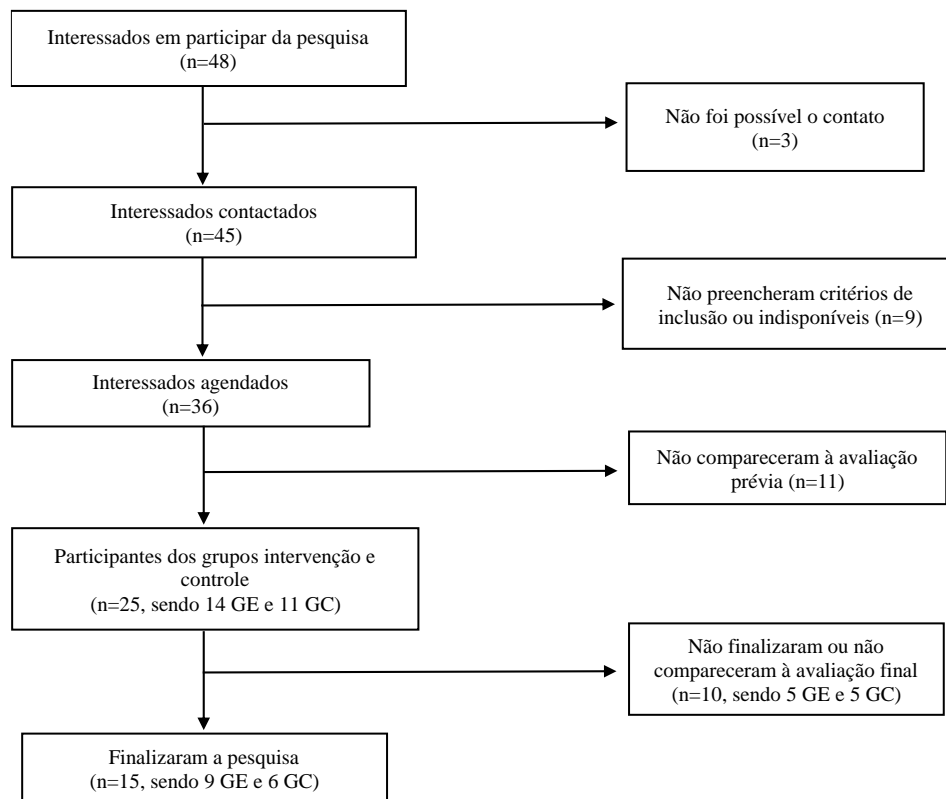 Interessados em participar da pesquisa
(n=48)
Não foi possível o contato
(n=3)
Interessados contactados
(n=45)
Não preencheram critérios de
inclusão ou indisponíveis (n=9)
Interessados agendados
(n=36)
Não compareceram à avaliação
prévia (n=11)
Participantes dos grupos intervenção e
controle
(n=25, sendo 14 GE e 11 GC)
Não finalizaram ou não
compareceram à avaliação final
(n=10, sendo 5 GE e 5 GC)
Finalizaram a pesquisa
(n=15, sendo 9 GE e 6 GC)